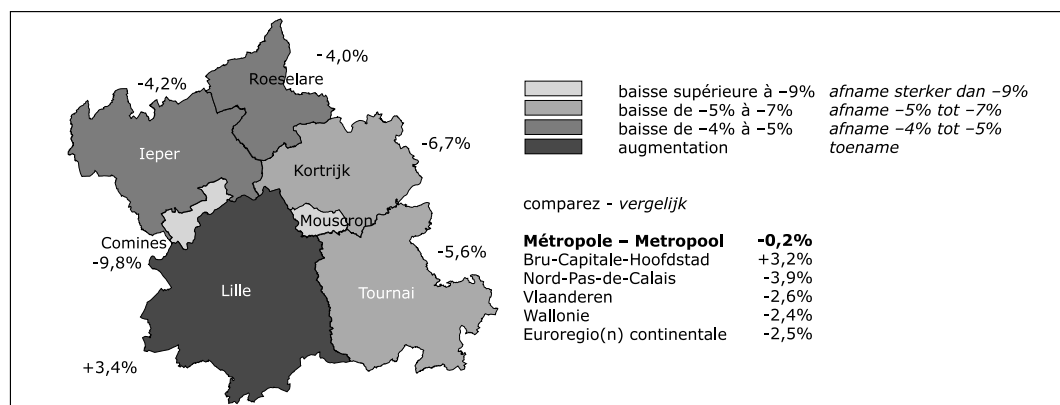 -4,0%
Roeselare
-4,2%
Ieper
-6,7%
Kortrijk
Mouscron
Comines
-9,8%
-5,6%
Lille
Tournai
+3,4%
baisse supérieure à –9% afname sterker dan –9%
baisse de –5% à –7% afname –5% tot –7%
baisse de –4% à –5% afname –4% tot –5%
augmentation toename
comparez - vergelijk
Métropole – Metropool -0,2%
Bru-Capitale-Hoofdstad +3,2%
Nord-Pas-de-Calais -3,9%
Vlaanderen -2,6%
Wallonie -2,4%
Euroregio(n) continentale -2,5%